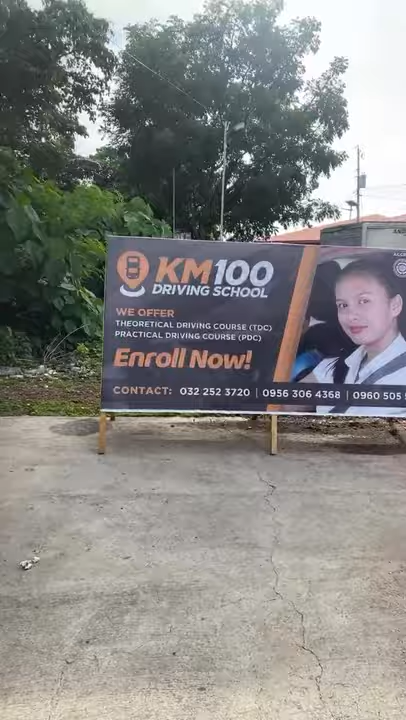 KM100
DRIVING SCHOOL
WE OFFER
THEORETICAL DRIVING COURSE (TDC)
PRACTICAL DRIVING COURSE (PDC)
Enroll Now!
CONTACT: 032 252 3720 | 0956 306 4368 | 0960 505